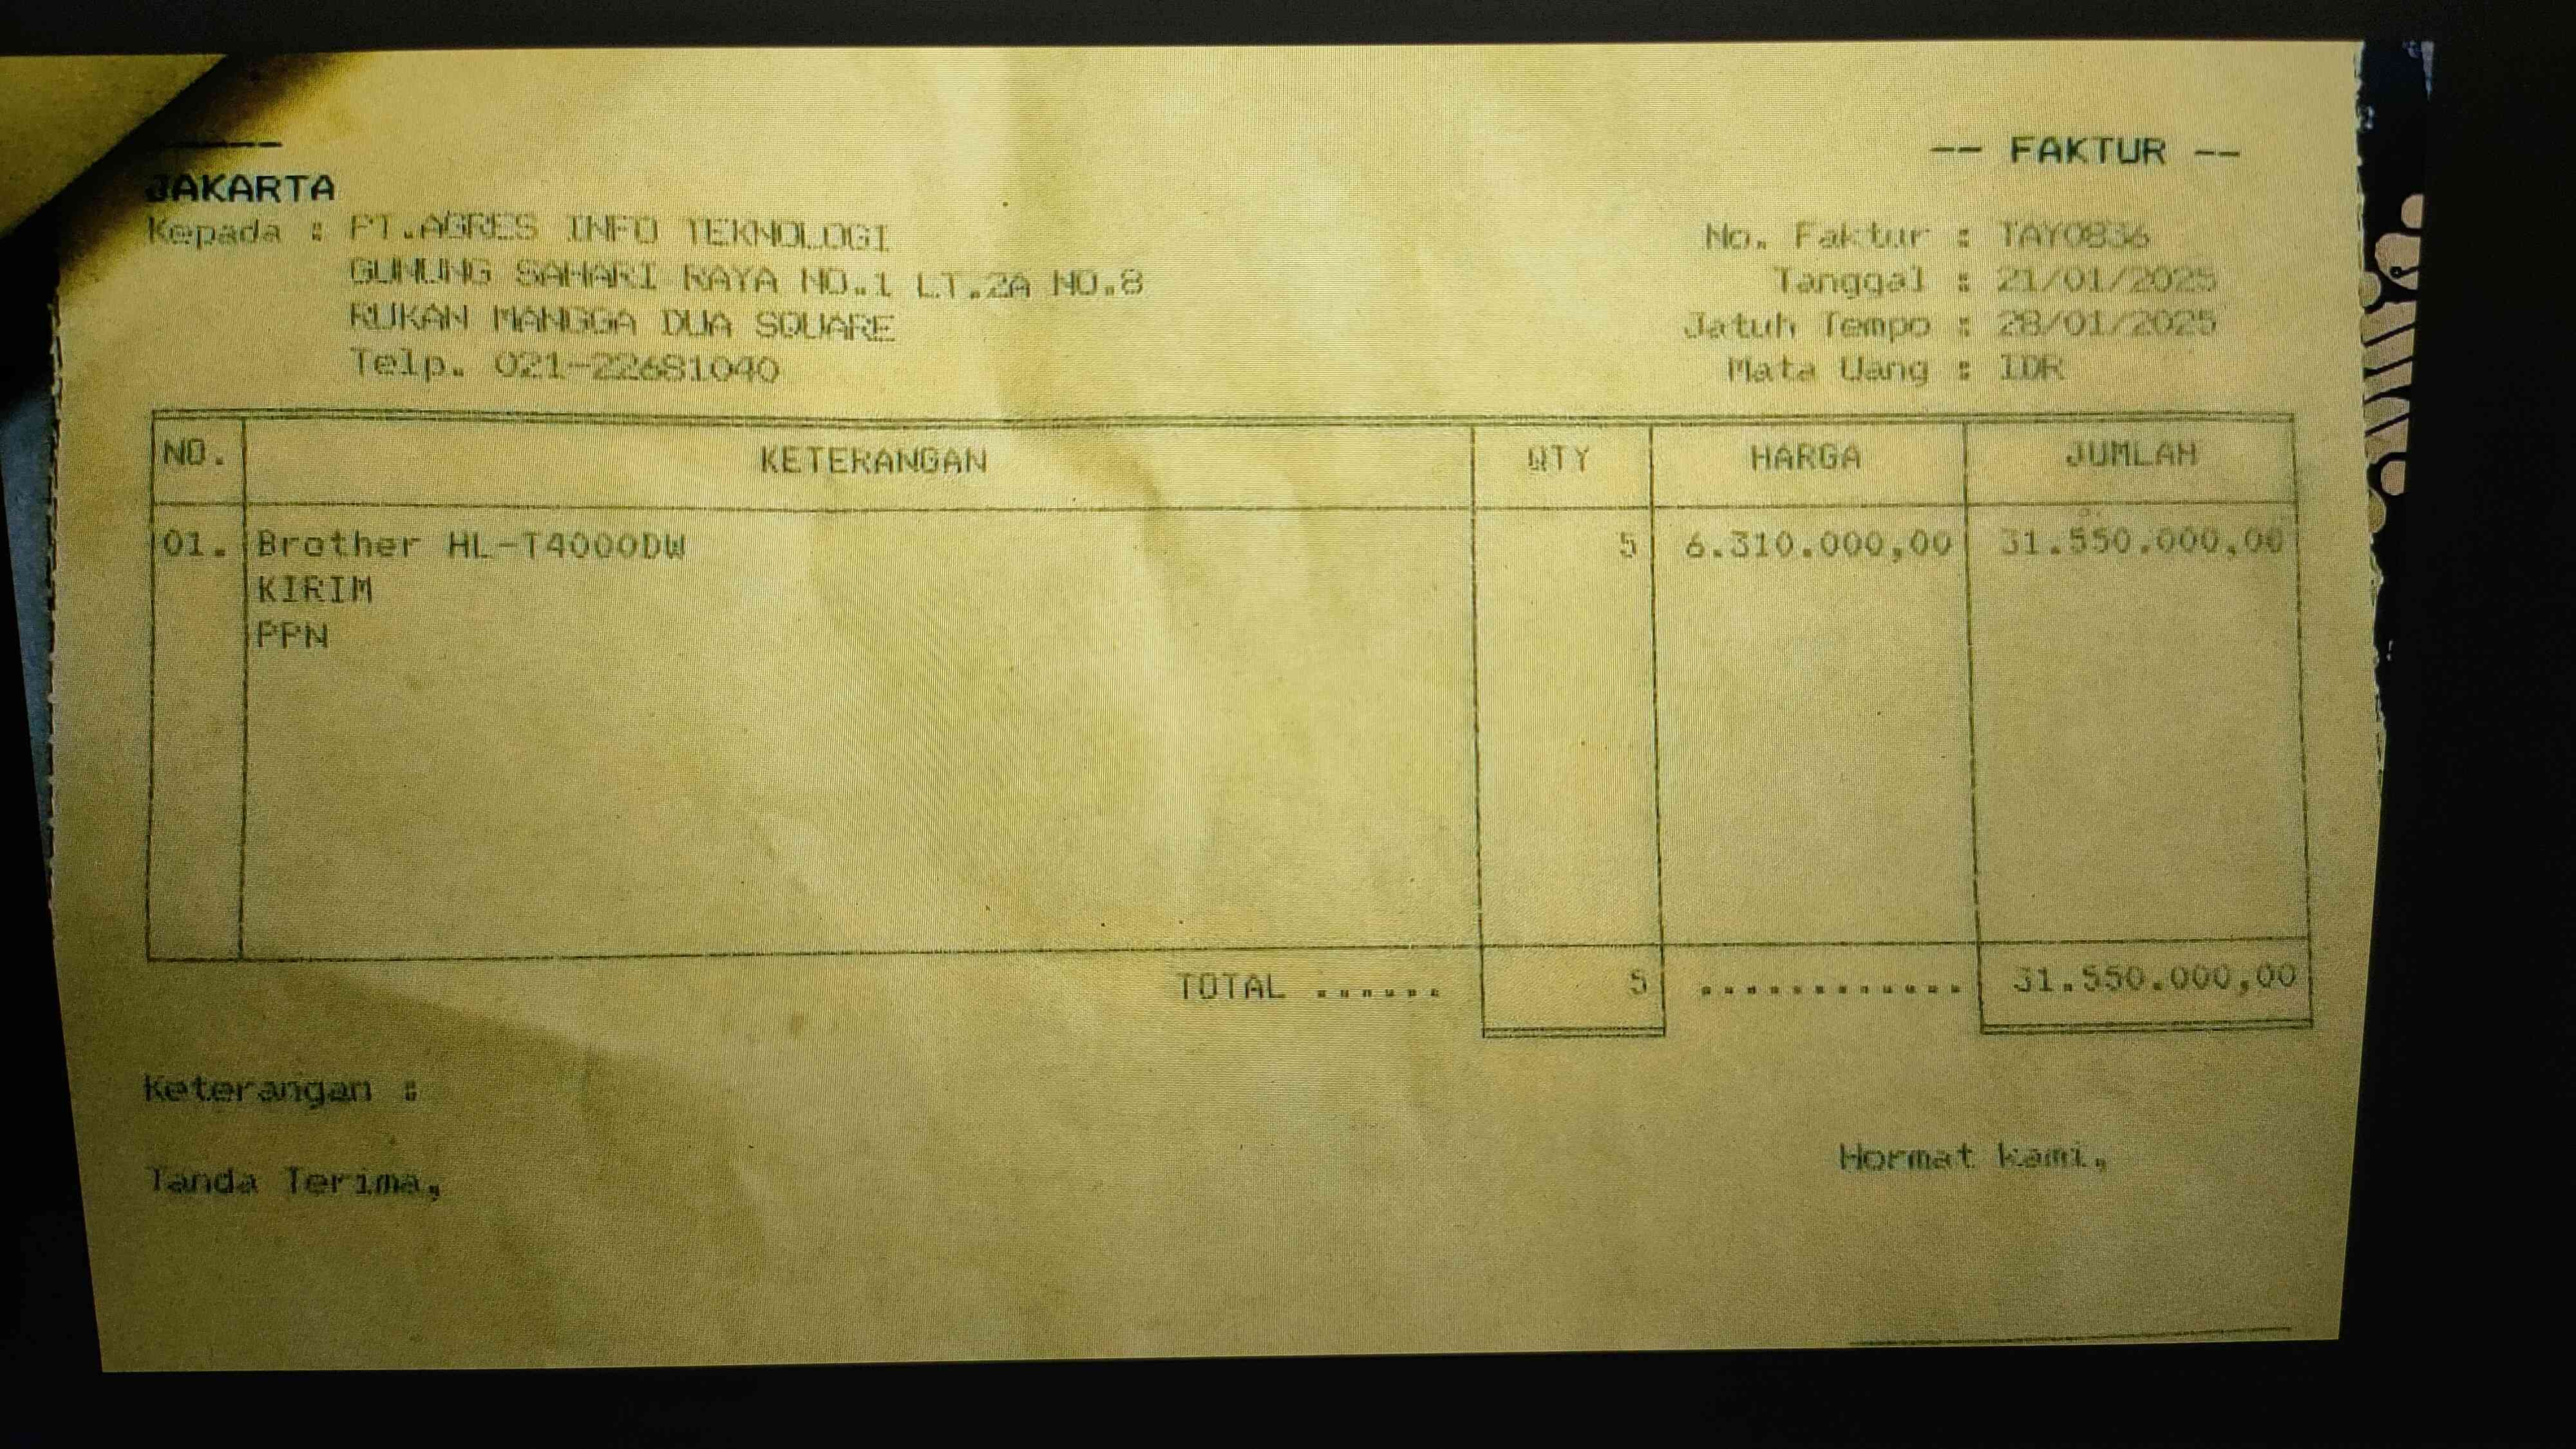 JAKARTA
-- FAKTUR --
Kepada : PT.AGRES INFO TEKNOLOGI
GUNUNG SAHARI RAYA NO.1 LT.2A NO.8
RUKAN MANGGA DUA SQUARE
Telp. 021-22681040
No. Faktur : TAY0836
Tanggal : 21/01/2025
Jatuh Tempo : 28/01/2025
Mata Uang : IDR
NO. KETERANGAN QTY HARGA JUMLAH
01. Brother HL-T4000DW 5 6.310.000,00 31.550.000,00
KIRIM
PPN
TOTAL ...... 5 ............ 31.550.000,00
Keterangan :
Tanda Terima,
Hormat kami,